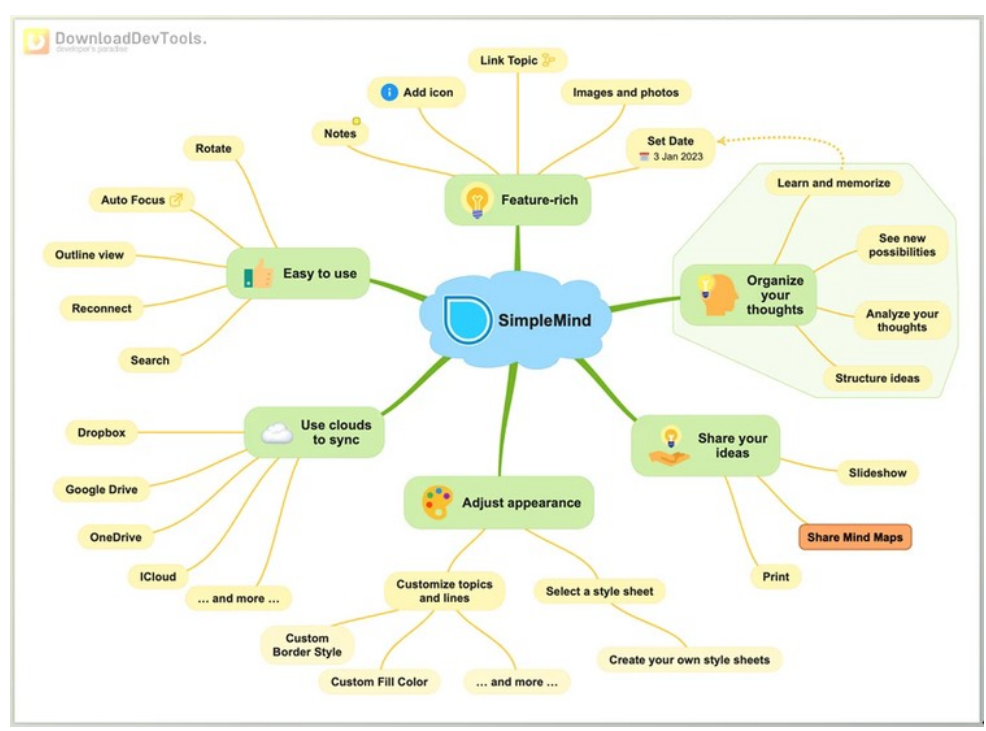 DownloadDevTools.
developer's paradise
Link Topic
Add icon
Images and photos
Notes
Set Date
3 Jan 2023
Feature-rich
Rotate
Auto Focus
Outline view
Reconnect
Search
Easy to use
SimpleMind
Learn and memorize
See new
possibilities
Organize
your
thoughts
Analyze your
thoughts
Structure ideas
Use clouds
to sync
Dropbox
Google Drive
OneDrive
ICloud
... and more ...
Adjust appearance
Customize topics
and lines
Custom
Border Style
Custom Fill Color
... and more ...
Select a style sheet
Create your own style sheets
Share your
ideas
Slideshow
Share Mind Maps
Print